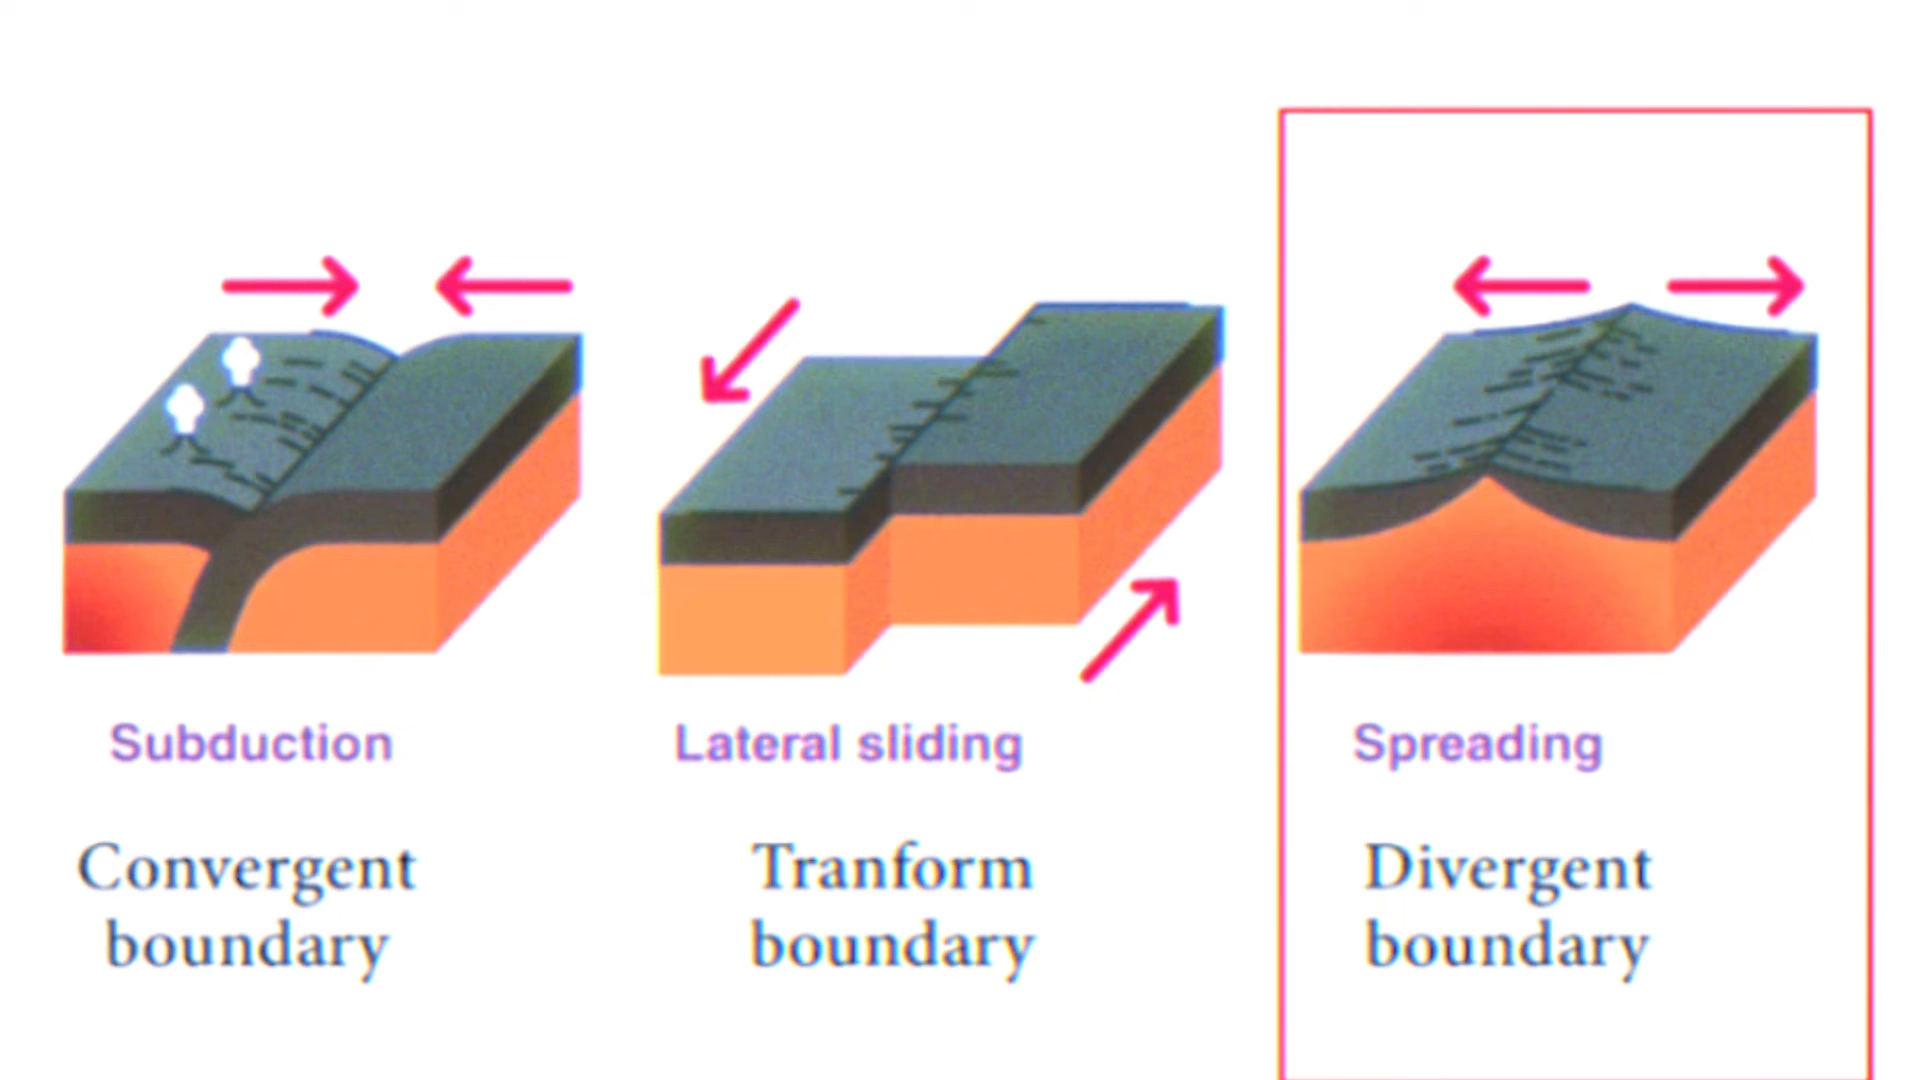 Subduction
Lateral sliding
Spreading
Convergent
boundary
Tranform
boundary
Divergent
boundary